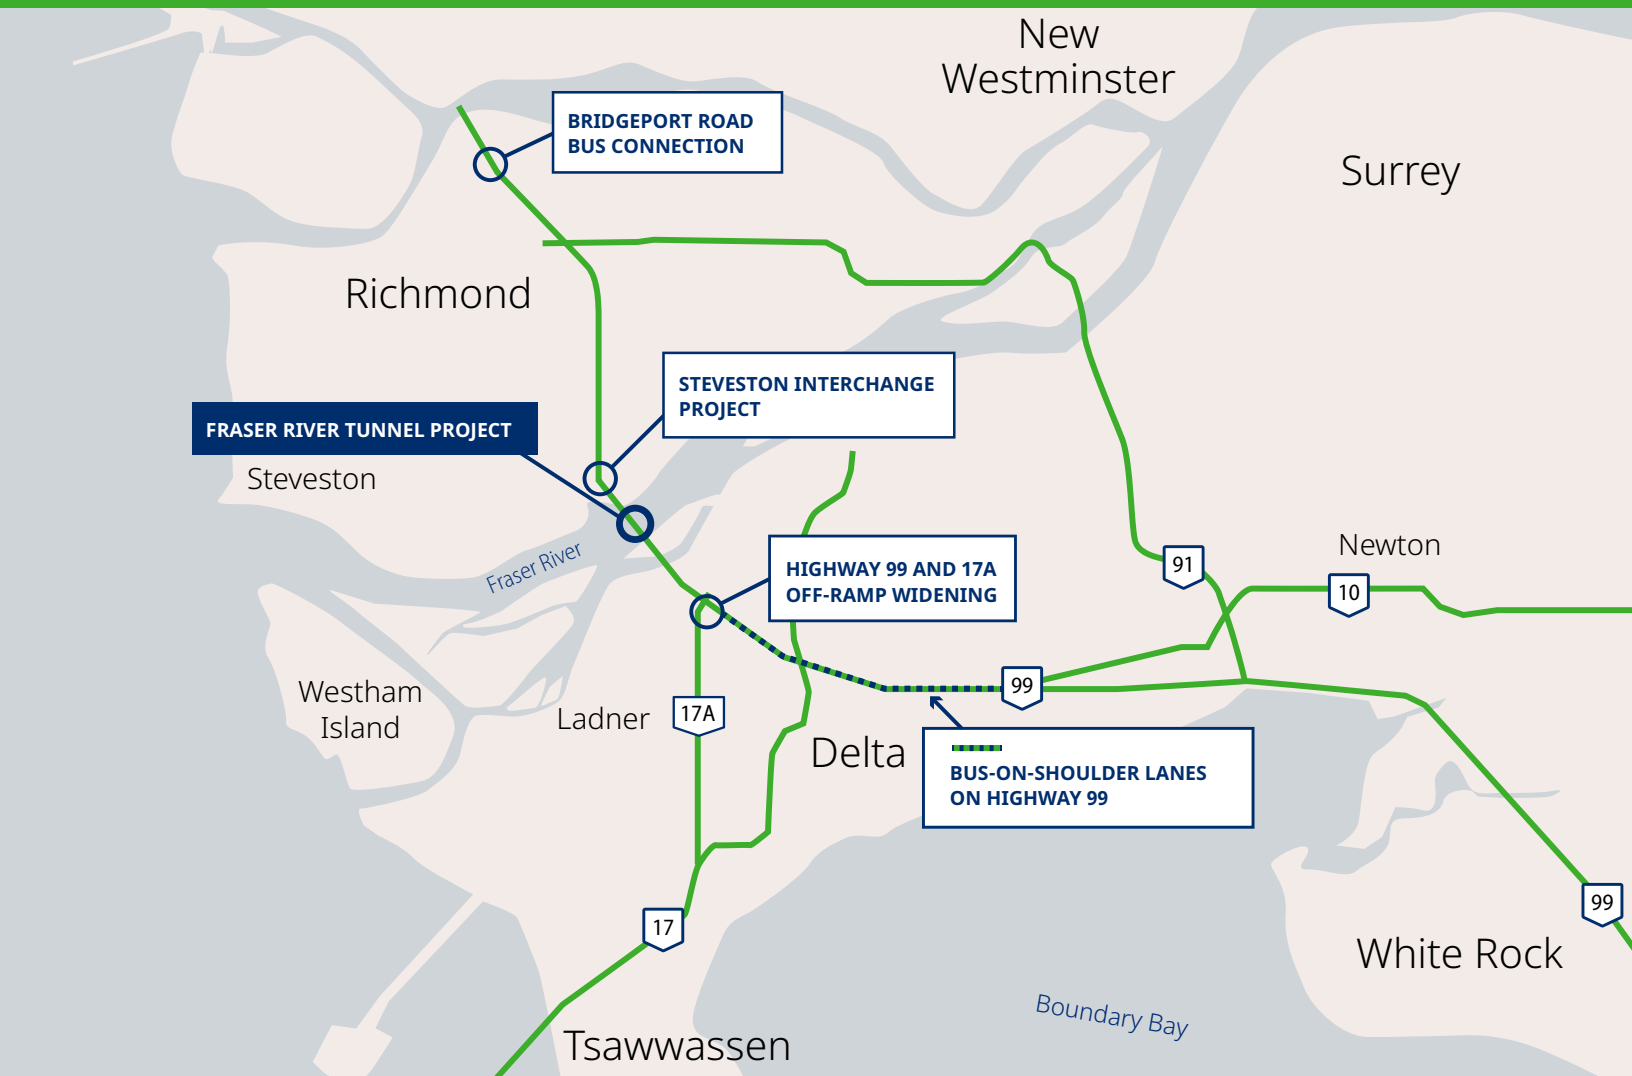 New
Westminster
BRIDGEPORT ROAD
BUS CONNECTION
Surrey
Richmond
STEVESTON INTERCHANGE
PROJECT
FRASER RIVER TUNNEL PROJECT
Steveston
Fraser River
HIGHWAY 99 AND 17A
OFF-RAMP WIDENING
Newton
91
10
99
Westham
Island
Ladner
17A
Delta
BUS-ON-SHOULDER LANES
ON HIGHWAY 99
99
17
White Rock
Boundary Bay
Tsawwassen